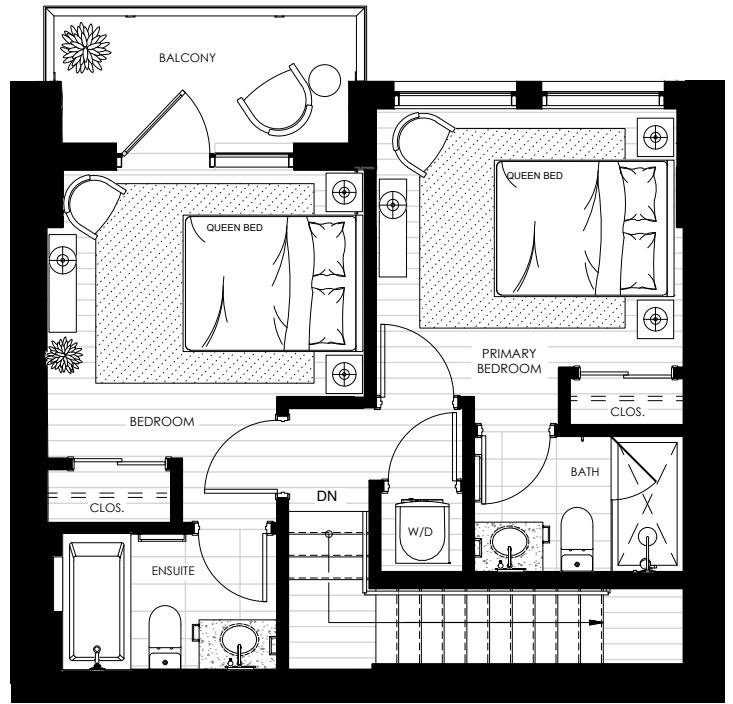 BALCONY
QUEEN BED
QUEEN BED
PRIMARY
BEDROOM
CLOS.
BEDROOM
BATH
DN
CLOS.
W/D
ENSUITE